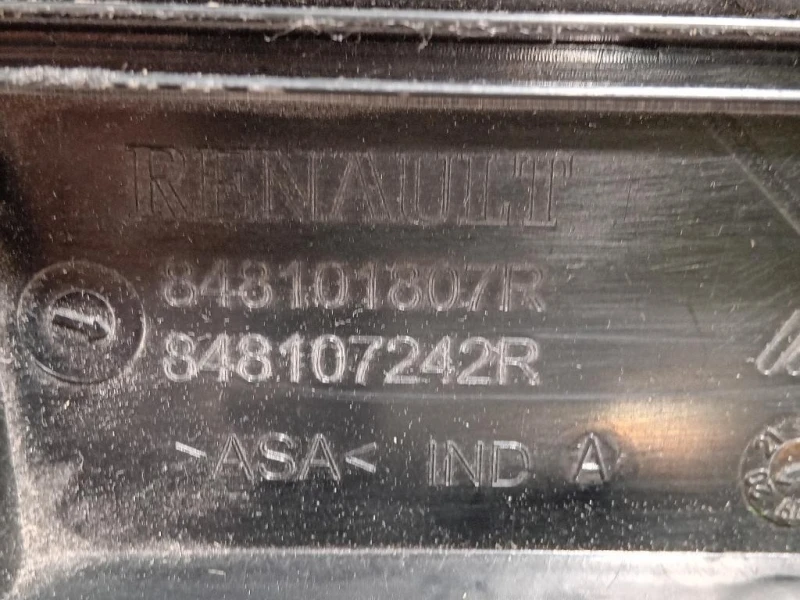 RENAULT
848101807R
848107242R
>ASA< IND A